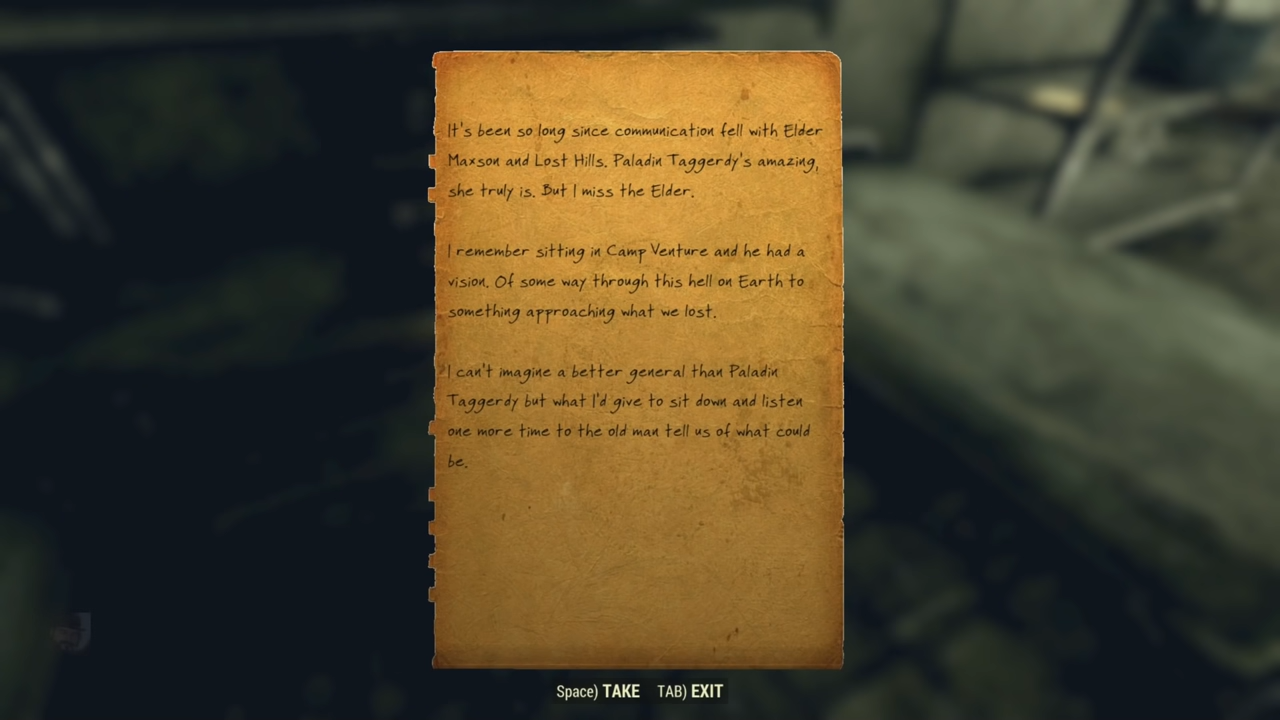 It's been so long since communication fell with Elder
Maxson and Lost Hills. Paladin Taggerdy's amazing,
she truly is. But I miss the Elder.
I remember sitting in Camp Venture and he had a
vision. Of some way through this hell on Earth to
something approaching what we lost.
I can't imagine a better general than Paladin
Taggerdy but what I'd give to sit down and listen
one more time to the old man tell us of what could
be.
Space) TAKE TAB) EXIT